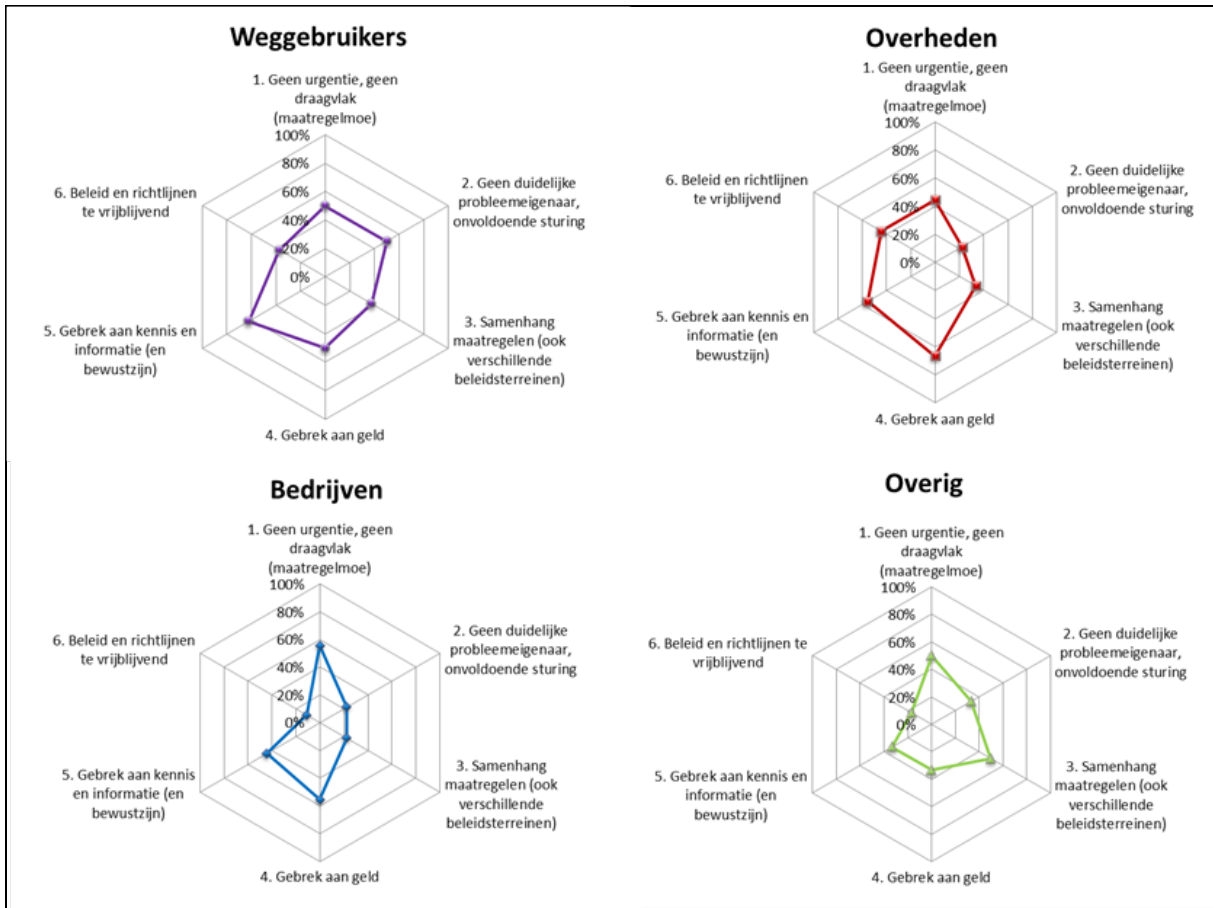 Weggebruikers
1. Geen urgentie, geen
draagvlak
(maatregelmoe)
100%
80%
60%
40%
20%
0%
2. Geen duidelijke
probleemeigenaar,
onvoldoende sturing
3. Samenhang
maatregelen (ook
verschillende
beleidsterreinen)
4. Gebrek aan geld
5. Gebrek aan kennis en
informatie (en
bewustzijn)
6. Beleid en richtlijnen
te vrijblijvend
Overheden
1. Geen urgentie, geen
draagvlak
(maatregelmoe)
100%
80%
60%
40%
20%
0%
2. Geen duidelijke
probleemeigenaar,
onvoldoende sturing
3. Samenhang
maatregelen (ook
verschillende
beleidsterreinen)
4. Gebrek aan geld
5. Gebrek aan kennis en
informatie (en
bewustzijn)
6. Beleid en richtlijnen
te vrijblijvend
Bedrijven
1. Geen urgentie, geen
draagvlak
(maatregelmoe)
100%
80%
60%
40%
20%
0%
2. Geen duidelijke
probleemeigenaar,
onvoldoende sturing
3. Samenhang
maatregelen (ook
verschillende
beleidsterreinen)
4. Gebrek aan geld
5. Gebrek aan kennis
en informatie (en
bewustzijn)
6. Beleid en richtlijnen
te vrijblijvend
Overig
1. Geen urgentie, geen
draagvlak
(maatregelmoe)
100%
80%
60%
40%
20%
0%
2. Geen duidelijke
probleemeigenaar,
onvoldoende sturing
3. Samenhang
maatregelen (ook
verschillende
beleidsterreinen)
4. Gebrek aan geld
5. Gebrek aan kennis en
informatie (en
bewustzijn)
6. Beleid en richtlijnen te
vrijblijvend